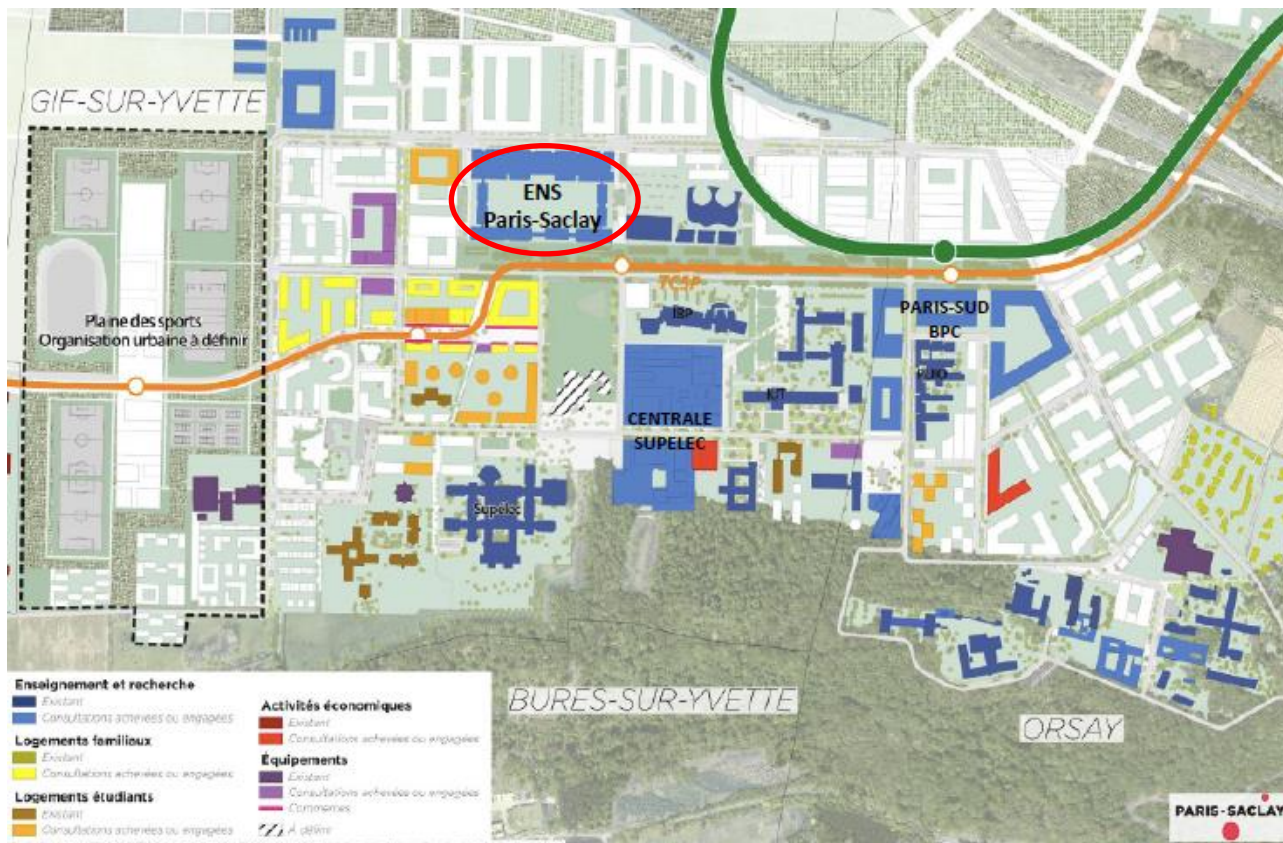 GIF-SUR-YVETTE
ENS
Paris-Saclay
TCSP
Plaine des sports
Organisation urbaine à définir
IBP
PARIS-SUD
BPC
PUIO
IUT
CENTRALE
SUPELEC
Supélec
BURES-SUR-YVETTE
ORSAY
Enseignement et recherche
Existant
Consultations achevées ou engagées
Logements familiaux
Existant
Consultations achevées ou engagées
Logements étudiants
Existant
Consultations achevées ou engagées
Activités économiques
Existant
Consultations achevées ou engagées
Équipements
Existant
Consultations achevées ou engagées
Commerces
À définir
PARIS-SACLAY